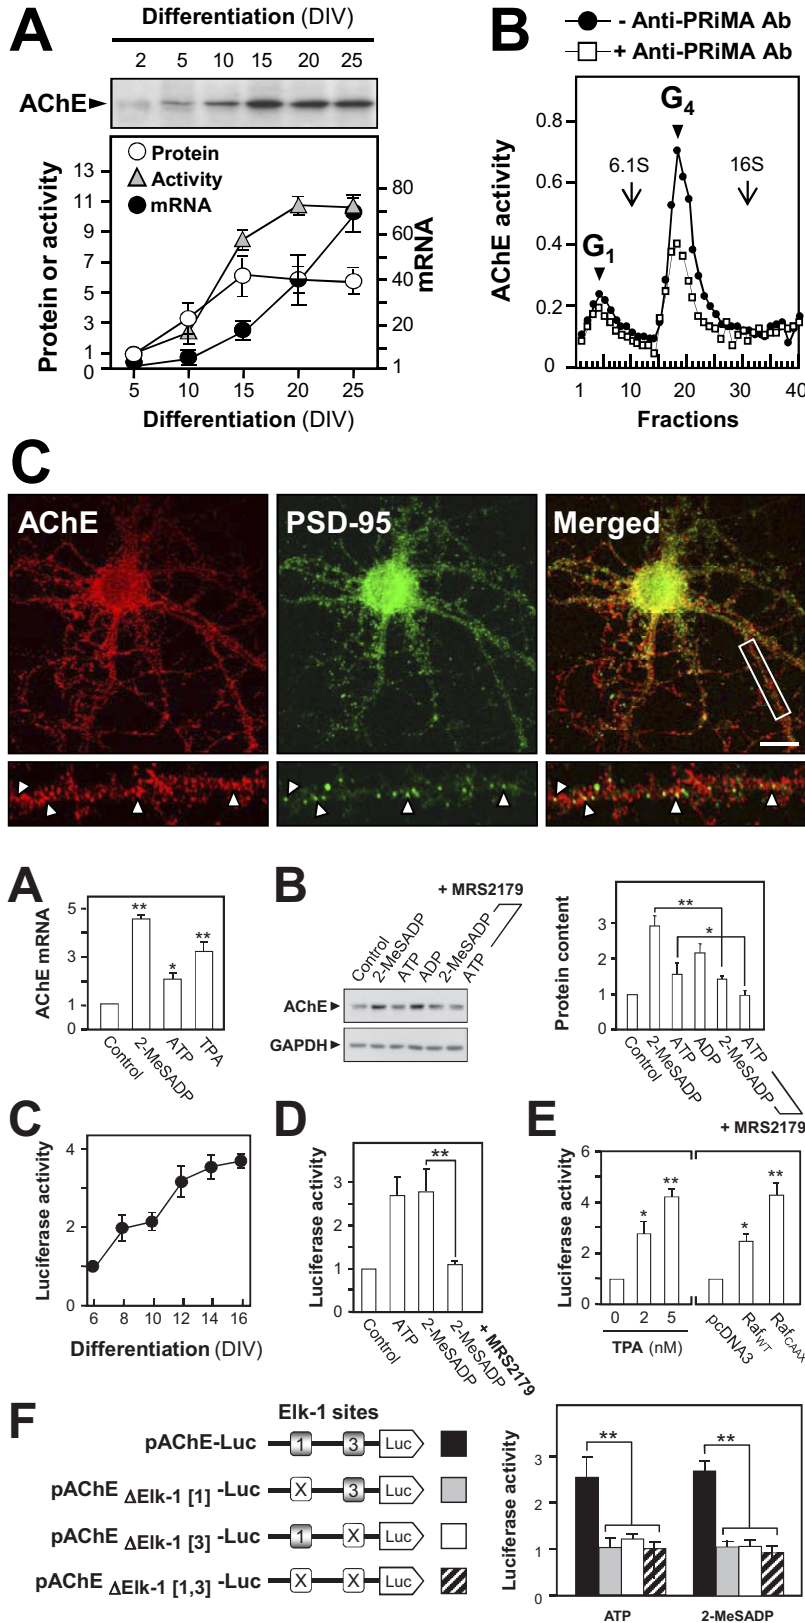 A
Differentiation (DIV)
2 5 10 15 20 25
AChE
Protein
Activity
mRNA
Protein or activity
13
11
9
7
5
3
1
0
80
60
40
20
1
mRNA
5 10 15 20 25
Differentiation (DIV)
B
- Anti-PRiMA Ab
+ Anti-PRiMA Ab
AChE activity
0.8
0.6
0.4
0.2
0
G1
G4
6.1S
16S
1 10 20 30 40
Fractions
C
AChE
PSD-95
Merged
A
AChE mRNA
5
3
1
0
**
*
**
Control
2-MeSADP
ATP
TPA
B
+ MRS2179
Control
2-MeSADP
ATP
ADP
2-MeSADP
ATP
AChE
GAPDH
Protein content
3
2
1
0
**
*
Control
2-MeSADP
ATP
ADP
2-MeSADP
ATP
+ MRS2179
C
Luciferase activity
4
2
0
6 8 10 12 14 16
Differentiation (DIV)
D
Luciferase activity
3
2
1
0
**
Control
ATP
2-MeSADP
2-MeSADP
+ MRS2179
E
Luciferase activity
6
4
2
0
*
**
*
**
0 2 5
TPA (nM)
pcDNA3
RafWT
RafCAAX
F
Elk-1 sites
pAChE-Luc 1 3 Luc
pAChE ΔElk-1 [1] -Luc X 3 Luc
pAChE ΔElk-1 [3] -Luc 1 X Luc
pAChE ΔElk-1 [1,3] -Luc X X Luc
Luciferase activity
3
2
1
0
**
**
ATP
2-MeSADP